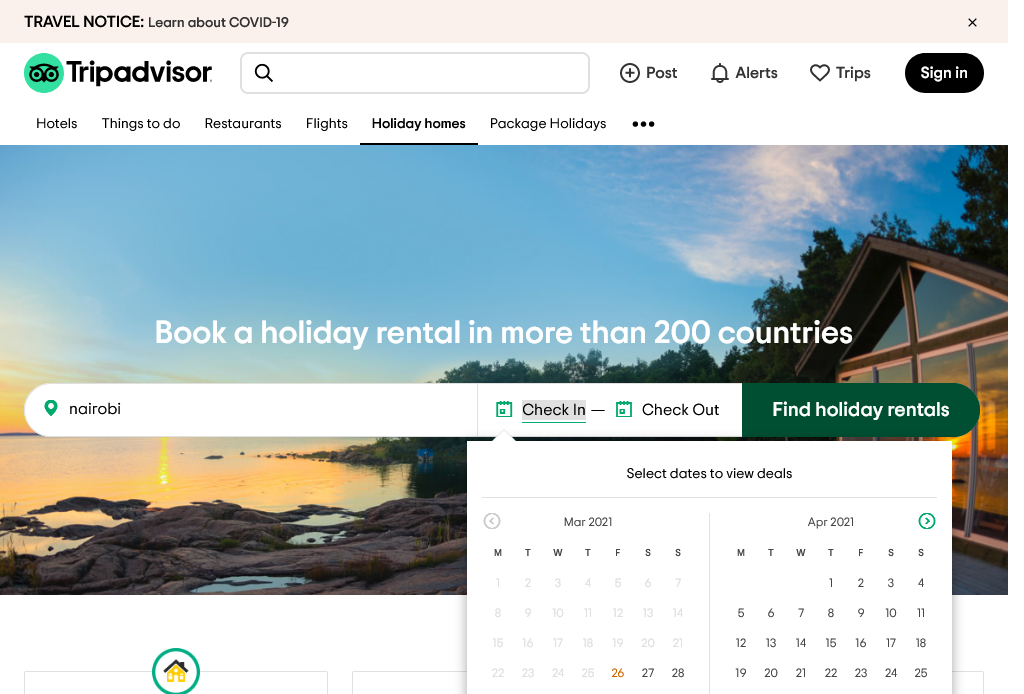 TRAVEL NOTICE: Learn about COVID-19
Tripadvisor
Post
Alerts
Trips
Sign in
Hotels
Things to do
Restaurants
Flights
Holiday homes
Package Holidays
Book a holiday rental in more than 200 countries
nairobi
Check In — Check Out
Find holiday rentals
Select dates to view deals
Mar 2021
M T W T F S S
1 2 3 4 5 6 7
8 9 10 11 12 13 14
15 16 17 18 19 20 21
22 23 24 25 26 27 28
Apr 2021
M T W T F S S
1 2 3 4
5 6 7 8 9 10 11
12 13 14 15 16 17 18
19 20 21 22 23 24 25